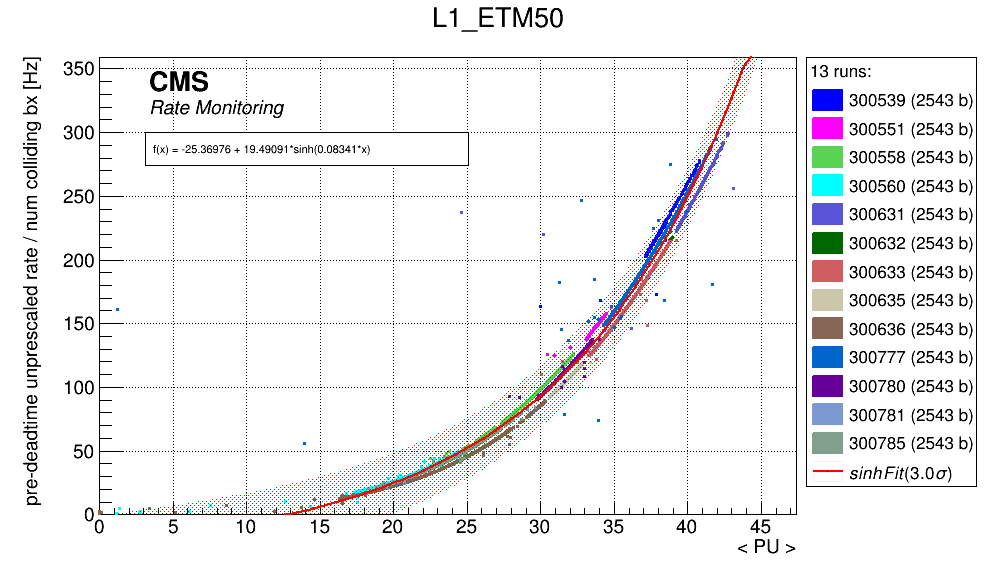 L1_ETM50
pre-deadtime unprescaled rate / num colliding bx [Hz]
350
300
250
200
150
100
50
0
CMS
Rate Monitoring
f(x) = -25.36976 + 19.49091*sinh(0.08341*x)
0 5 10 15 20 25 30 35 40 45
< PU >
13 runs:
300539 (2543 b)
300551 (2543 b)
300558 (2543 b)
300560 (2543 b)
300631 (2543 b)
300632 (2543 b)
300633 (2543 b)
300635 (2543 b)
300636 (2543 b)
300777 (2543 b)
300780 (2543 b)
300781 (2543 b)
300785 (2543 b)
sinhFit(3.0σ)